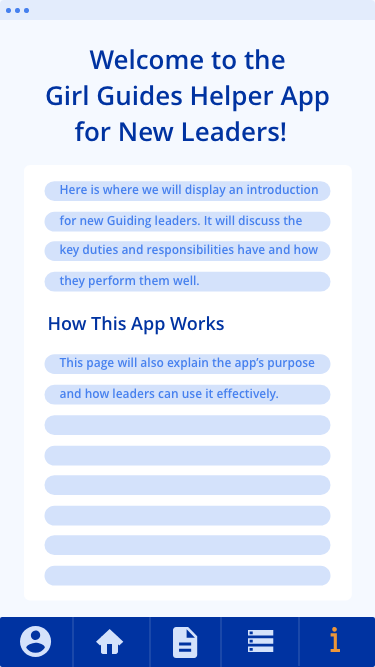 Welcome to the
Girl Guides Helper App
for New Leaders!
Here is where we will display an introduction
for new Guiding leaders. It will discuss the
key duties and responsibilities have and how
they perform them well.
How This App Works
This page will also explain the app's purpose
and how leaders can use it effectively.